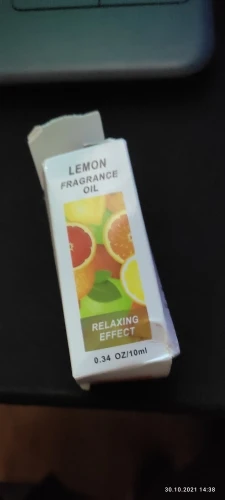 LEMON
FRAGRANCE
OIL
RELAXING
EFFECT
0.34 OZ/10ml
30.10.2021 14:38